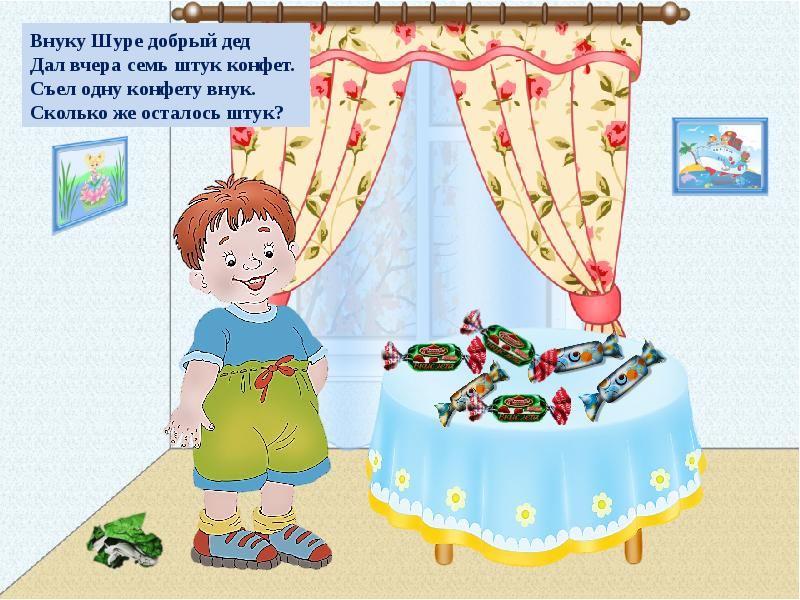 Внуку Шуре добрый дед
Дал вчера семь штук конфет.
Съел одну конфету внук.
Сколько же осталось штук?